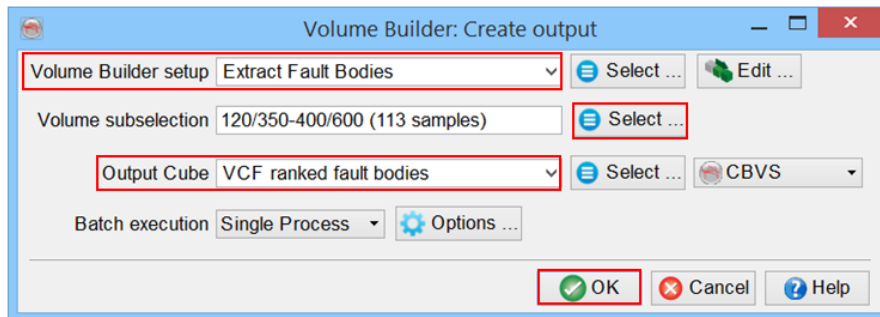 Volume Builder: Create output
Volume Builder setup Extract Fault Bodies Select ... Edit ...
Volume subselection 120/350-400/600 (113 samples) Select ...
Output Cube VCF ranked fault bodies Select ... CBVS
Batch execution Single Process Options ...
OK Cancel Help